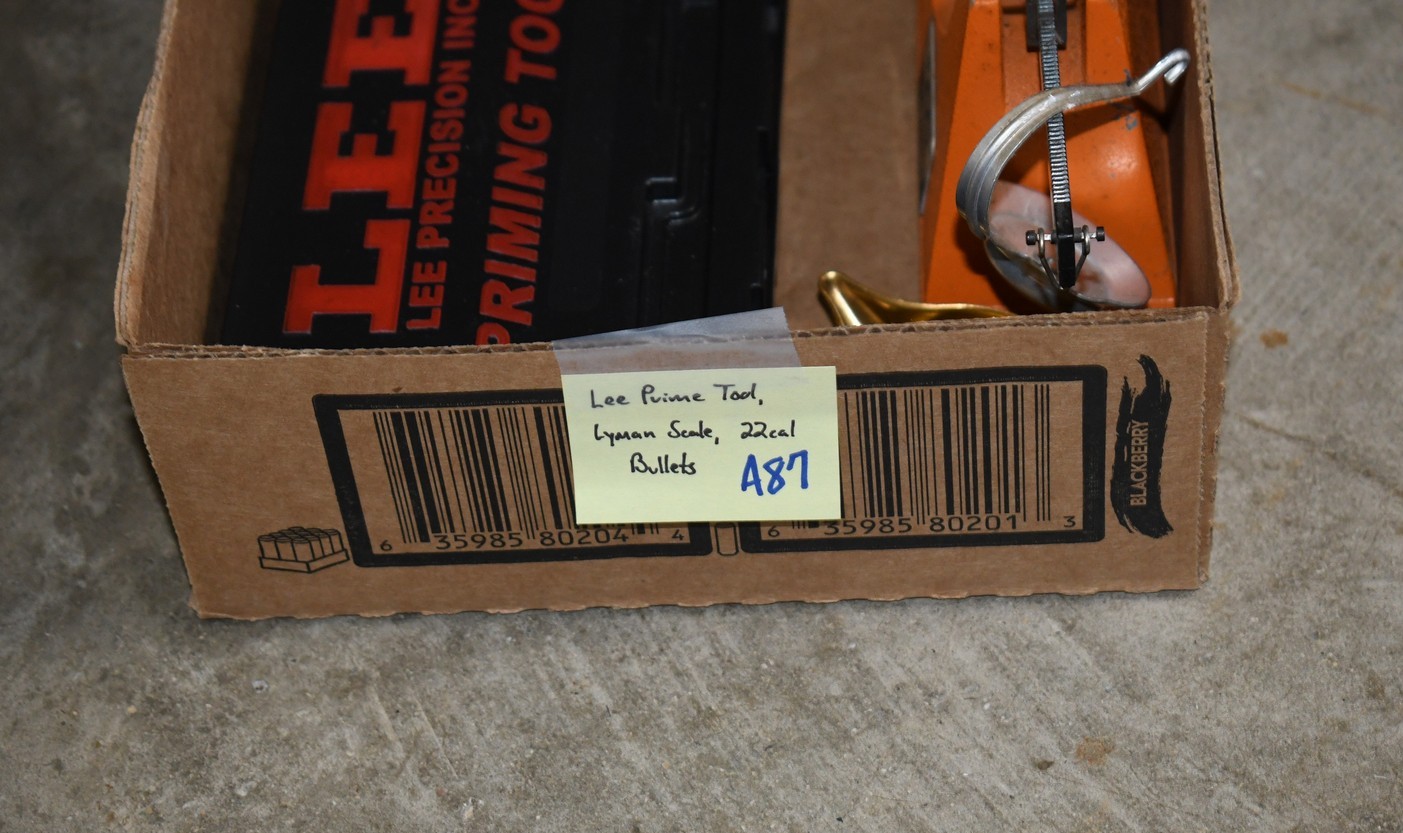 LEE
LEE PRECISION INC
PRIMING TOO
Lee Prime Tool,
Lyman Scale, 22cal
Bullets A87
6 35985 80204 4
6 35985 80201 3
BLACKBERRY